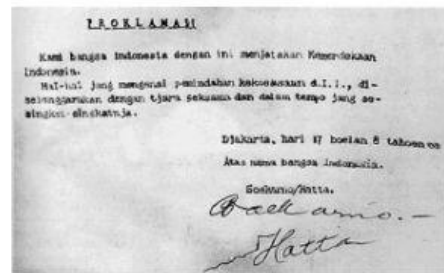 PROKLAMASI
Kami bangsa Indonesia dengan ini menjatakan Kemerdekaan
Indonesia.
Hal-hal jang mengenai pemindahan kekoeasaan d.l.l., di-
selenggarakan dengan tjara seksama dan dalam tempo jang se-
singkat-singkatnja.
Djakarta, hari 17 boelan 8 tahoen 05
Atas nama bangsa Indonesia.
Soekarno/Hatta.
Soekarno.-
Hatta